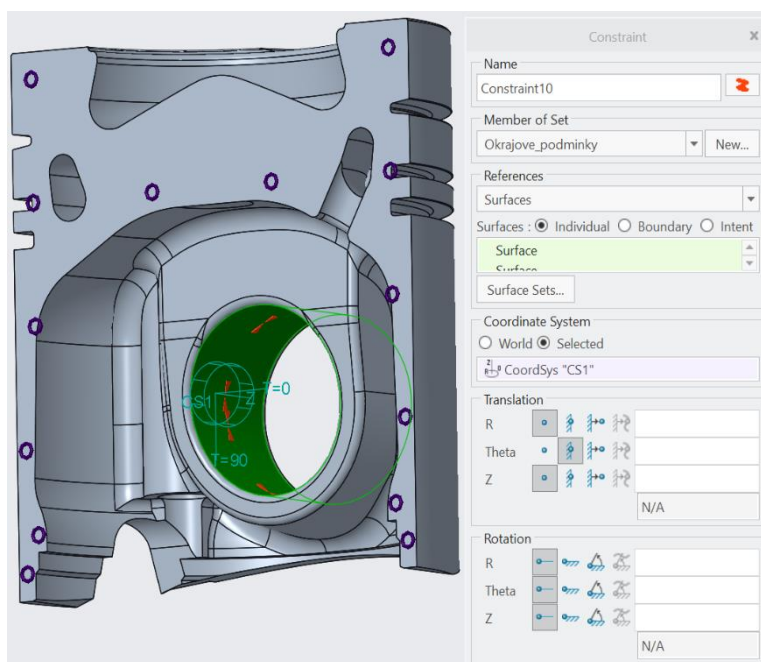 Constraint x
Name
Constraint10
Member of Set
Okrajove_podminky New...
References
Surfaces
Surfaces : Individual Boundary Intent
Surface
Surface
Surface Sets...
Coordinate System
World Selected
CoordSys "CS1"
Translation
R
Theta
Z
N/A
Rotation
R
Theta
Z
N/A
CS1 Z T=0
T=90